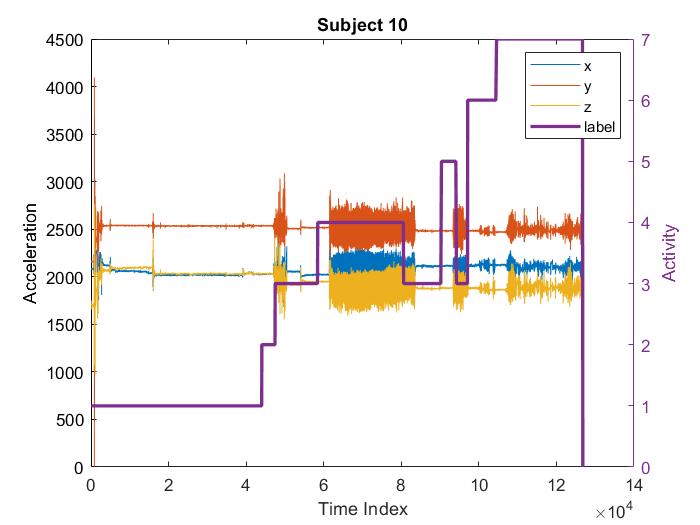 Subject 10
4500
4000
3500
3000
2500
2000
1500
1000
500
0
Acceleration
7
6
5
4
3
2
1
0
Activity
x
y
z
label
0 2 4 6 8 10 12 14
Time Index
×10^4